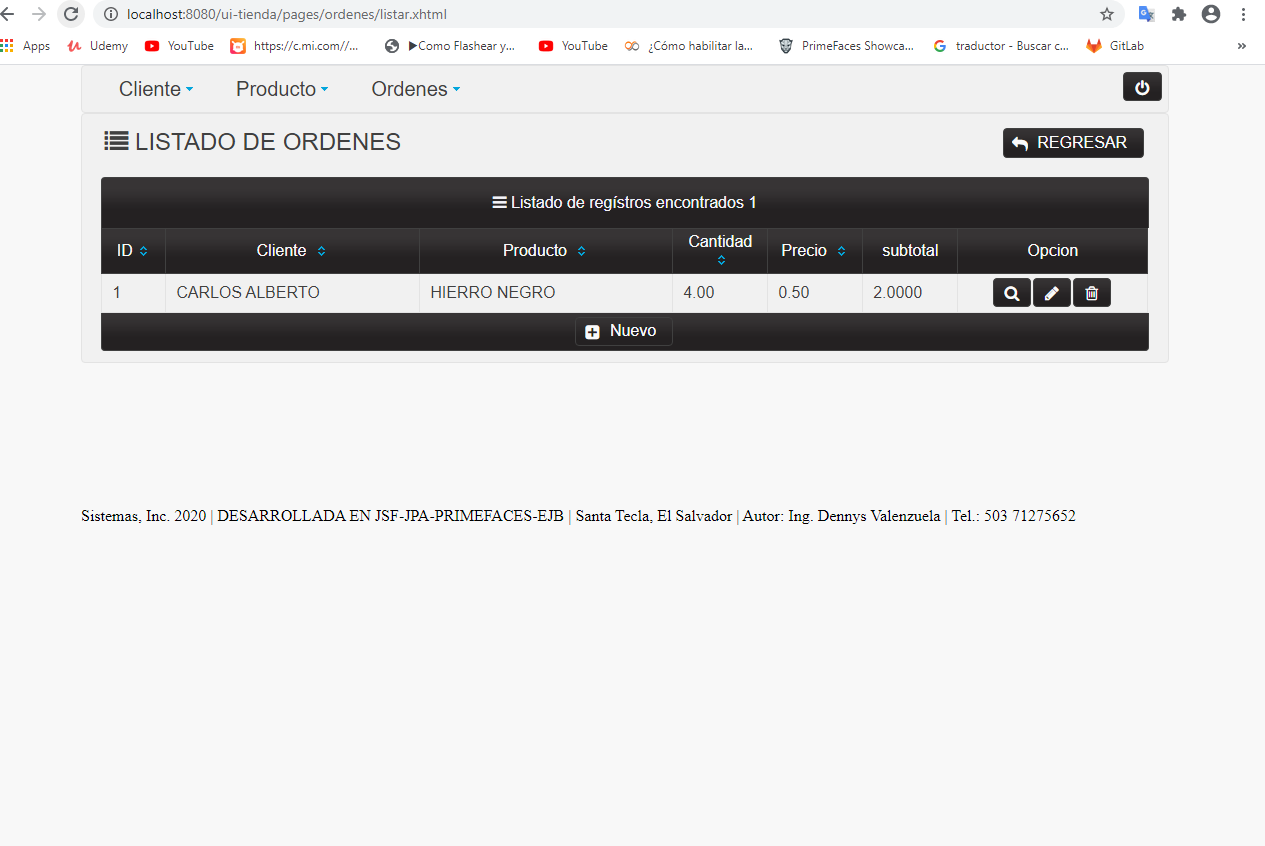 localhost:8080/ui-tienda/pages/ordenes/listar.xhtml
Apps Udemy YouTube https://c.mi.com//... ▶Como Flashear y... YouTube ¿Cómo habilitar la... PrimeFaces Showca... traductor - Buscar c... GitLab »
Cliente Producto Ordenes
LISTADO DE ORDENES REGRESAR
Listado de regístros encontrados 1
ID Cliente Producto Cantidad Precio subtotal Opcion
1 CARLOS ALBERTO HIERRO NEGRO 4.00 0.50 2.0000
Nuevo
Sistemas, Inc. 2020 | DESARROLLADA EN JSF-JPA-PRIMEFACES-EJB | Santa Tecla, El Salvador | Autor: Ing. Dennys Valenzuela | Tel.: 503 71275652